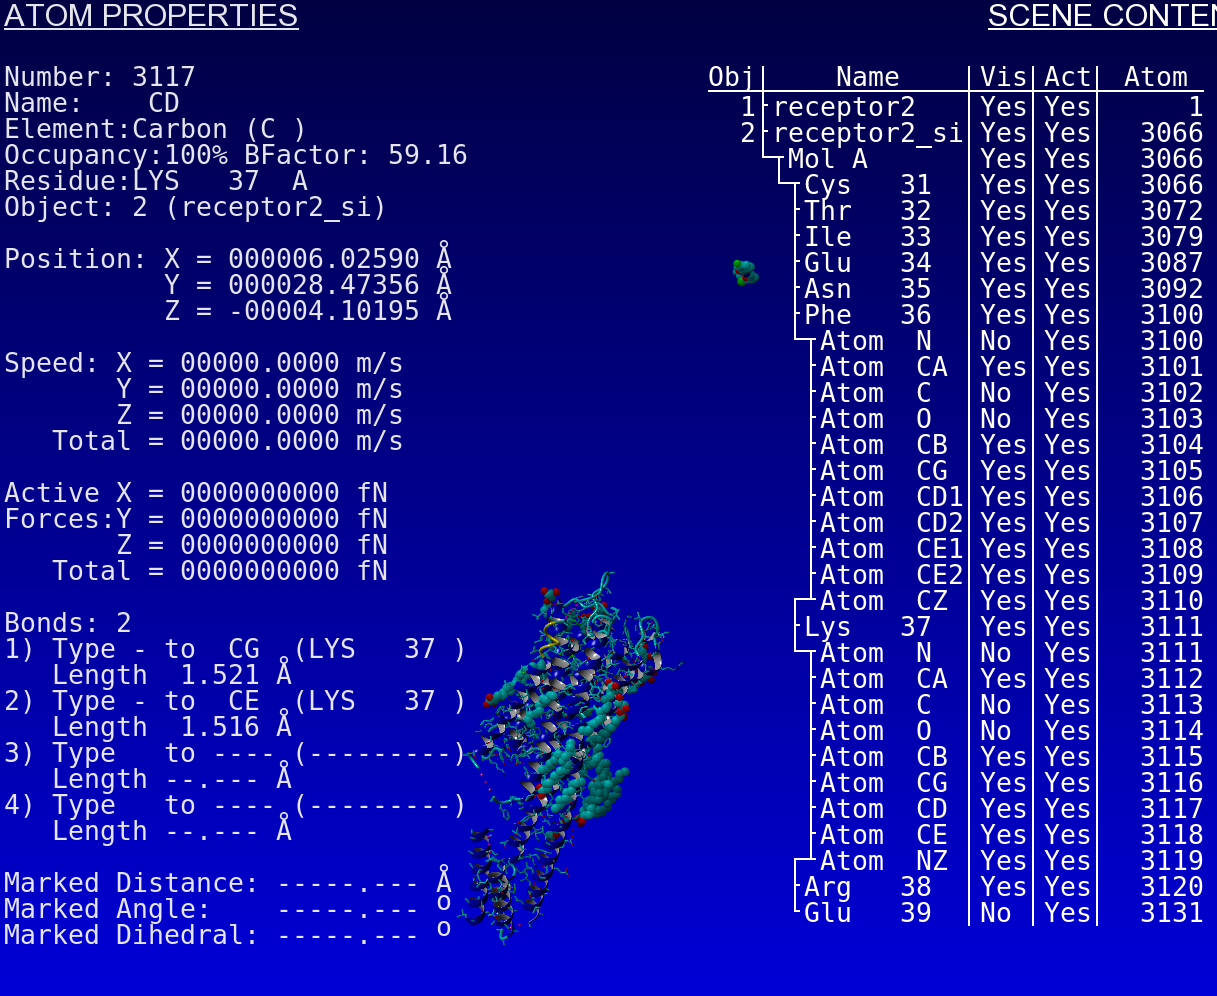 ATOM PROPERTIES
Number: 3117
Name:    CD
Element:Carbon (C )
Occupancy:100% BFactor: 59.16
Residue:LYS   37  A
Object: 2 (receptor2_si)
Position: X = 000006.02590 Å
Y = 000028.47356 Å
Z = -00004.10195 Å
Speed: X = 00000.0000 m/s
Y = 00000.0000 m/s
Z = 00000.0000 m/s
Total = 00000.0000 m/s
Active X = 0000000000 fN
Forces:Y = 0000000000 fN
Z = 0000000000 fN
Total = 0000000000 fN
Bonds: 2
1) Type - to  CG  (LYS   37 )
Length  1.521 Å
2) Type - to  CE  (LYS   37 )
Length  1.516 Å
3) Type   to ---- (---------)
Length --.--- Å
4) Type   to ---- (---------)
Length --.--- Å
Marked Distance: -----.--- Å
Marked Angle:    -----.--- o
Marked Dihedral: -----.--- o
SCENE CONTEN
Obj Name Vis Act Atom
1 receptor2 Yes Yes 1
2 receptor2_si Yes Yes 3066
Mol A Yes Yes 3066
Cys 31 Yes Yes 3066
Thr 32 Yes Yes 3072
Ile 33 Yes Yes 3079
Glu 34 Yes Yes 3087
Asn 35 Yes Yes 3092
Phe 36 Yes Yes 3100
Atom N No Yes 3100
Atom CA Yes Yes 3101
Atom C No Yes 3102
Atom O No Yes 3103
Atom CB Yes Yes 3104
Atom CG Yes Yes 3105
Atom CD1 Yes Yes 3106
Atom CD2 Yes Yes 3107
Atom CE1 Yes Yes 3108
Atom CE2 Yes Yes 3109
Atom CZ Yes Yes 3110
Lys 37 Yes Yes 3111
Atom N No Yes 3111
Atom CA Yes Yes 3112
Atom C No Yes 3113
Atom O No Yes 3114
Atom CB Yes Yes 3115
Atom CG Yes Yes 3116
Atom CD Yes Yes 3117
Atom CE Yes Yes 3118
Atom NZ Yes Yes 3119
Arg 38 Yes Yes 3120
Glu 39 No Yes 3131